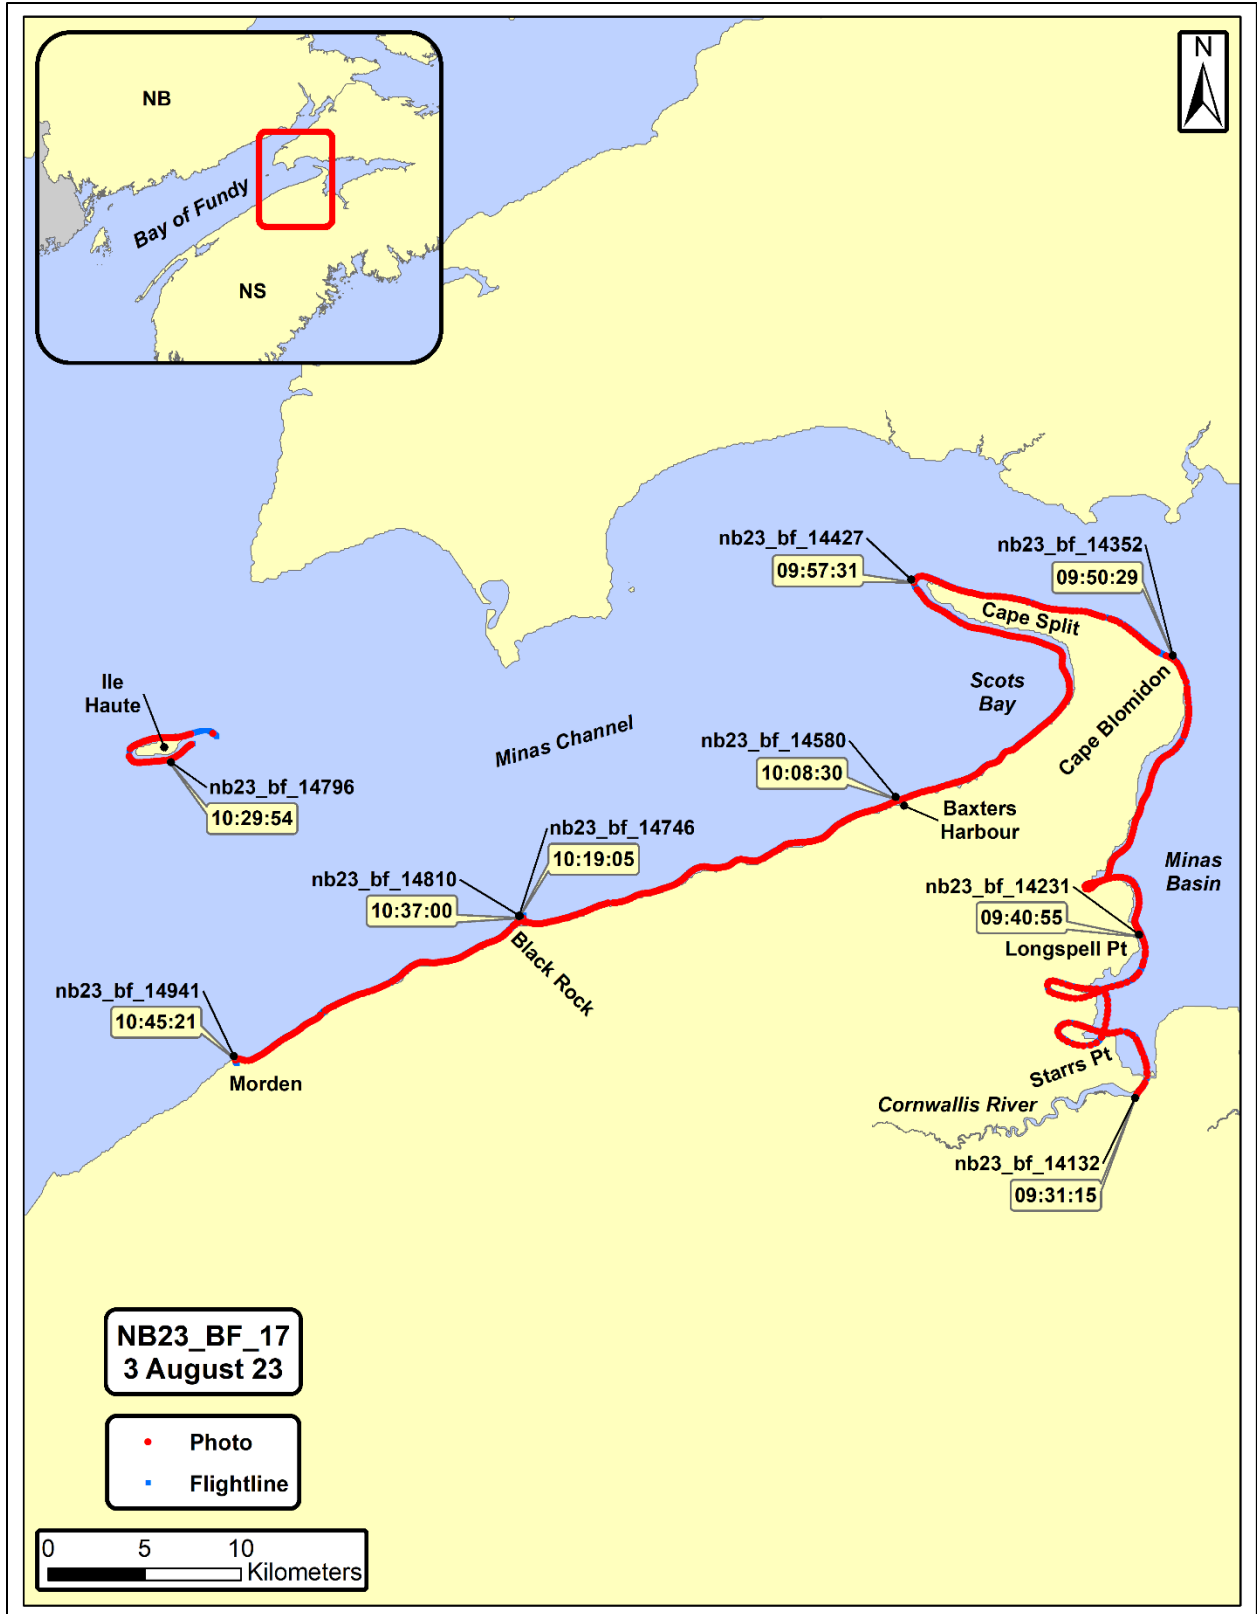 NB
Bay of Fundy
NS
N
nb23_bf_14427
09:57:31
nb23_bf_14352
09:50:29
Cape Split
Ile
Haute
Scots
Bay
Cape Blomidon
Minas Channel
nb23_bf_14580
10:08:30
nb23_bf_14796
10:29:54
Baxters
Harbour
nb23_bf_14746
10:19:05
Minas
Basin
nb23_bf_14810
10:37:00
nb23_bf_14231
09:40:55
Longspell Pt
Black Rock
nb23_bf_14941
10:45:21
Morden
Starrs Pt
Cornwallis River
nb23_bf_14132
09:31:15
NB23_BF_17
3 August 23
Photo
Flightline
0 5 10
Kilometers